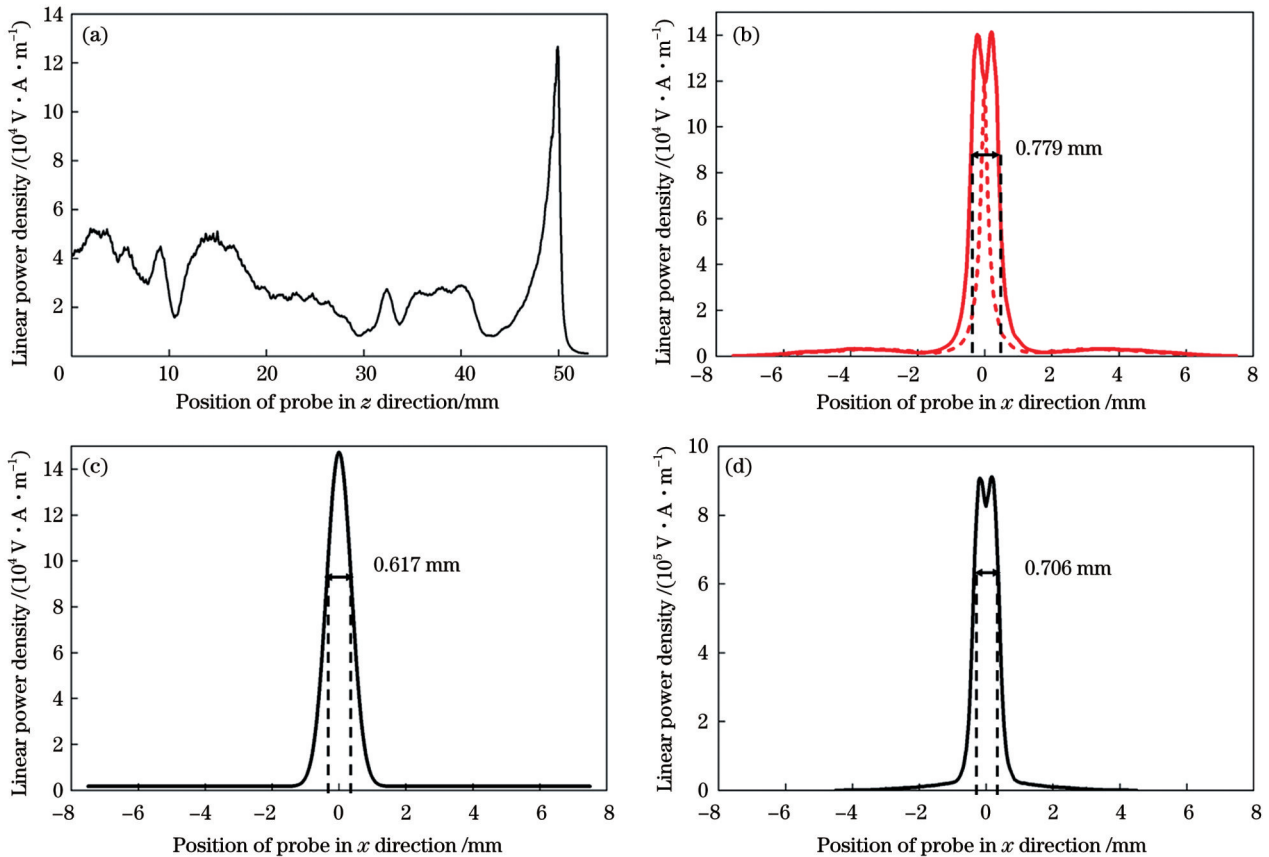 (a)
Linear power density /(10⁴ V · A · m⁻¹)
14
12
10
8
6
4
2
0 10 20 30 40 50
Position of probe in z direction/mm
(b)
Linear power density /(10⁴ V · A · m⁻¹)
14
12
10
8
6
4
2
0
0.779 mm
−8 −6 −4 −2 0 2 4 6 8
Position of probe in x direction /mm
(c)
Linear power density /(10⁴ V · A · m⁻¹)
14
12
10
8
6
4
2
0
0.617 mm
−8 −6 −4 −2 0 2 4 6 8
Position of probe in x direction /mm
(d)
Linear power density /(10⁵ V · A · m⁻¹)
10
8
6
4
2
0
0.706 mm
−8 −6 −4 −2 0 2 4 6 8
Position of probe in x direction /mm